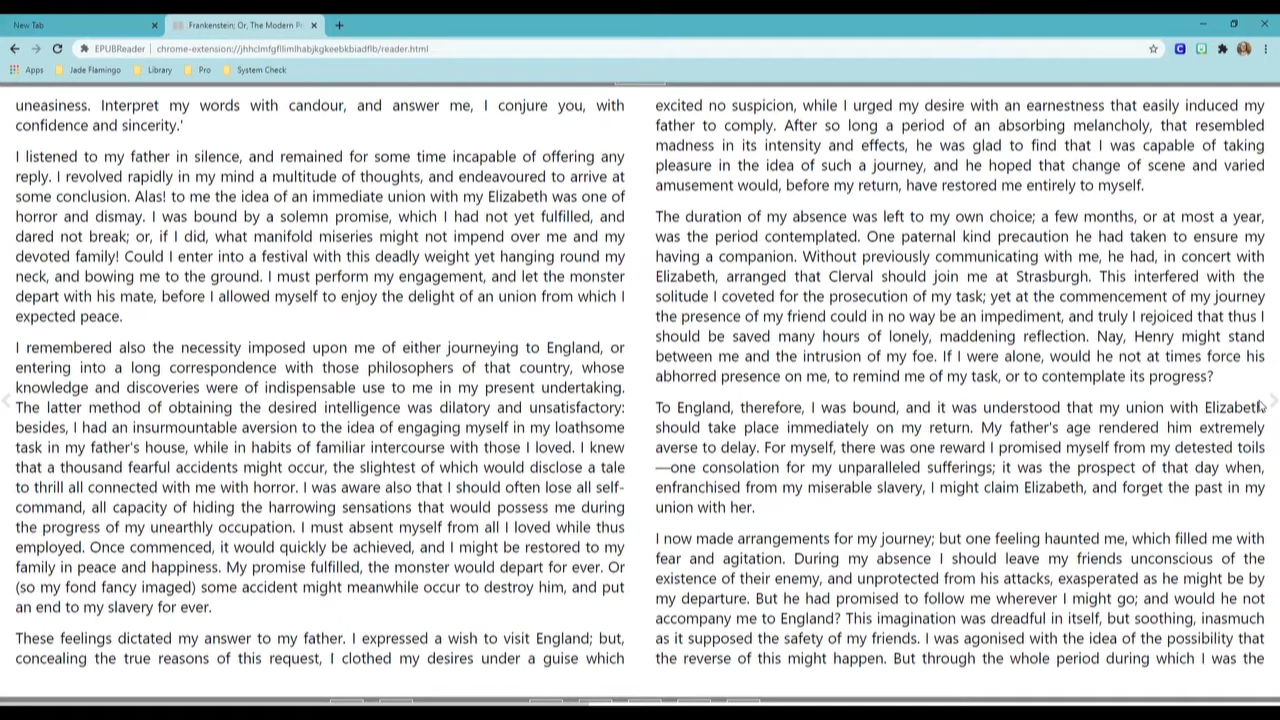 New Tab
Frankenstein; Or, The Modern Pr
EPUBReader
chrome-extension://jhhclmfgfllimlhabjkgkeebkbiadflb/reader.html
Apps
Jade Flamingo
Library
Pro
System Check
uneasiness. Interpret my words with candour, and answer me, I conjure you, with
confidence and sincerity.'
I listened to my father in silence, and remained for some time incapable of offering any
reply. I revolved rapidly in my mind a multitude of thoughts, and endeavoured to arrive at
some conclusion. Alas! to me the idea of an immediate union with my Elizabeth was one of
horror and dismay. I was bound by a solemn promise, which I had not yet fulfilled, and
dared not break; or, if I did, what manifold miseries might not impend over me and my
devoted family! Could I enter into a festival with this deadly weight yet hanging round my
neck, and bowing me to the ground. I must perform my engagement, and let the monster
depart with his mate, before I allowed myself to enjoy the delight of an union from which I
expected peace.
I remembered also the necessity imposed upon me of either journeying to England, or
entering into a long correspondence with those philosophers of that country, whose
knowledge and discoveries were of indispensable use to me in my present undertaking.
The latter method of obtaining the desired intelligence was dilatory and unsatisfactory:
besides, I had an insurmountable aversion to the idea of engaging myself in my loathsome
task in my father's house, while in habits of familiar intercourse with those I loved. I knew
that a thousand fearful accidents might occur, the slightest of which would disclose a tale
to thrill all connected with me with horror. I was aware also that I should often lose all self-
command, all capacity of hiding the harrowing sensations that would possess me during
the progress of my unearthly occupation. I must absent myself from all I loved while thus
employed. Once commenced, it would quickly be achieved, and I might be restored to my
family in peace and happiness. My promise fulfilled, the monster would depart for ever. Or
(so my fond fancy imaged) some accident might meanwhile occur to destroy him, and put
an end to my slavery for ever.
These feelings dictated my answer to my father. I expressed a wish to visit England; but,
concealing the true reasons of this request, I clothed my desires under a guise which
excited no suspicion, while I urged my desire with an earnestness that easily induced my
father to comply. After so long a period of an absorbing melancholy, that resembled
madness in its intensity and effects, he was glad to find that I was capable of taking
pleasure in the idea of such a journey, and he hoped that change of scene and varied
amusement would, before my return, have restored me entirely to myself.
The duration of my absence was left to my own choice; a few months, or at most a year,
was the period contemplated. One paternal kind precaution he had taken to ensure my
having a companion. Without previously communicating with me, he had, in concert with
Elizabeth, arranged that Clerval should join me at Strasburgh. This interfered with the
solitude I coveted for the prosecution of my task; yet at the commencement of my journey
the presence of my friend could in no way be an impediment, and truly I rejoiced that thus I
should be saved many hours of lonely, maddening reflection. Nay, Henry might stand
between me and the intrusion of my foe. If I were alone, would he not at times force his
abhorred presence on me, to remind me of my task, or to contemplate its progress?
To England, therefore, I was bound, and it was understood that my union with Elizabeth
should take place immediately on my return. My father's age rendered him extremely
averse to delay. For myself, there was one reward I promised myself from my detested toils
—one consolation for my unparalleled sufferings; it was the prospect of that day when,
enfranchised from my miserable slavery, I might claim Elizabeth, and forget the past in my
union with her.
I now made arrangements for my journey; but one feeling haunted me, which filled me with
fear and agitation. During my absence I should leave my friends unconscious of the
existence of their enemy, and unprotected from his attacks, exasperated as he might be by
my departure. But he had promised to follow me wherever I might go; and would he not
accompany me to England? This imagination was dreadful in itself, but soothing, inasmuch
as it supposed the safety of my friends. I was agonised with the idea of the possibility that
the reverse of this might happen. But through the whole period during which I was the